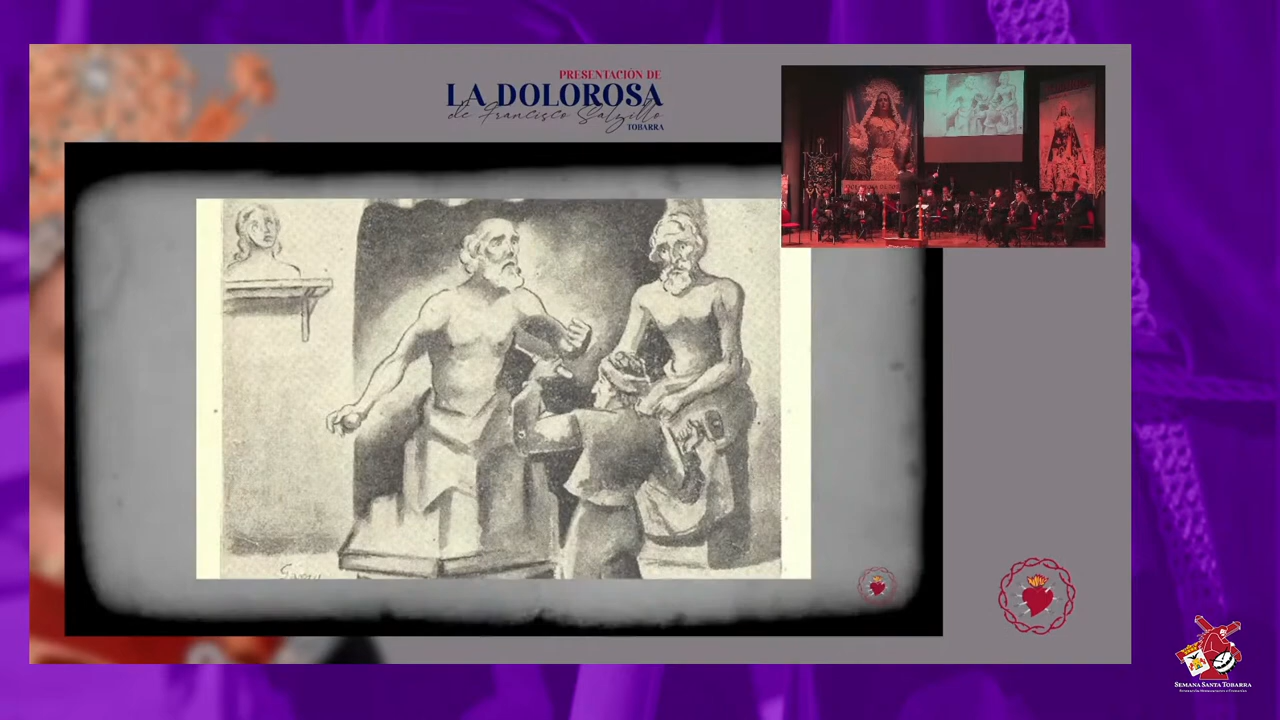 PRESENTACIÓN DE
LA DOLOROSA
de Francisco Salzillo
TOBARRA
SEMANA SANTA TOBARRA